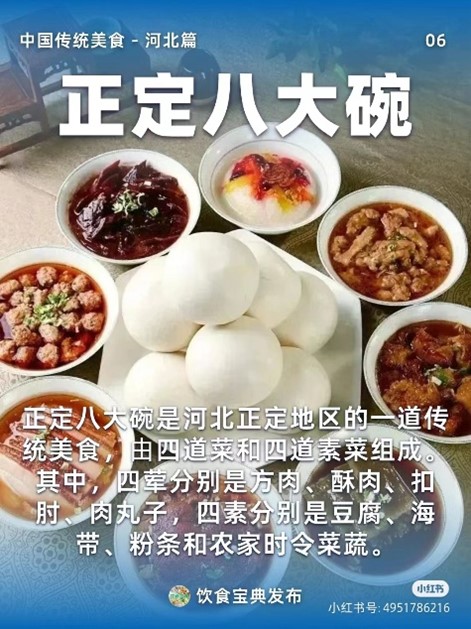 中国传统美食－河北篇
06
正定八大碗
正定八大碗是河北正定地区的一道传
统美食，由四道菜和四道素菜组成。
其中，四荤分别是方肉、酥肉、扣
肘、肉丸子，四素分别是豆腐、海
带、粉条和农家时令菜蔬。
饮食宝典发布
小红书
小红书号: 4951786216